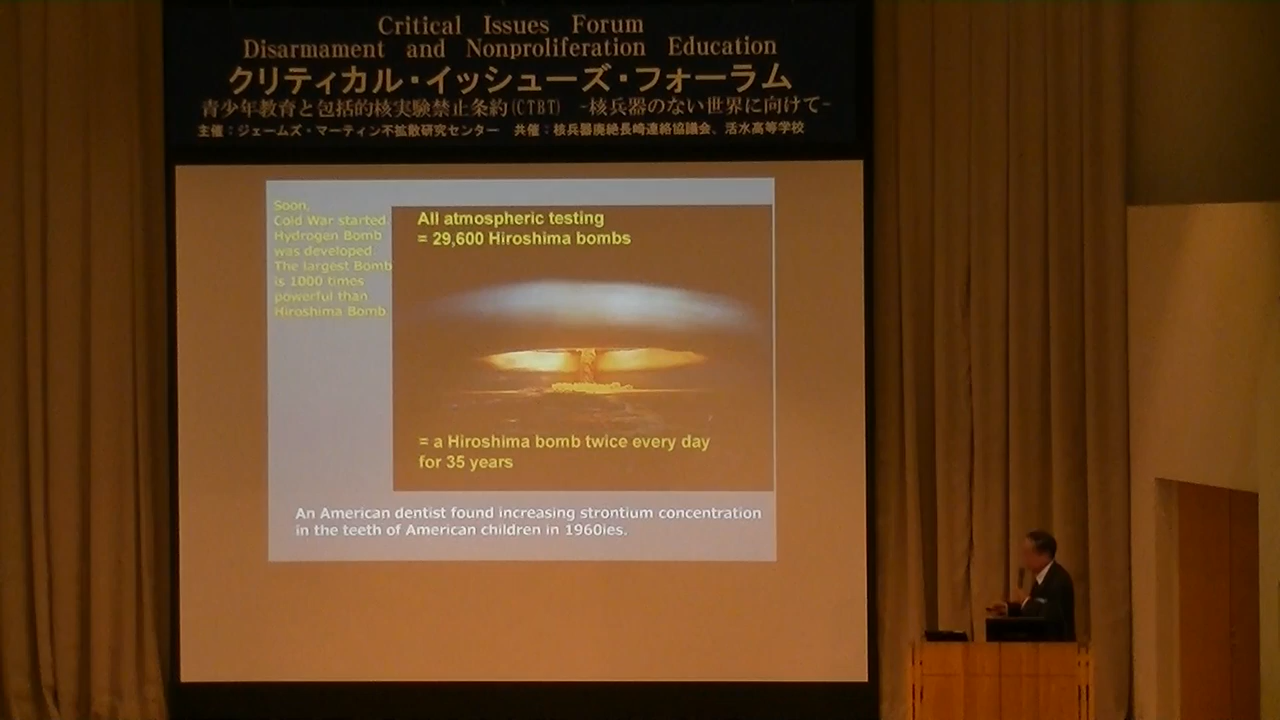 Critical Issues Forum
Disarmament and Nonproliferation Education
クリティカル・イッシューズ・フォーラム
青少年教育と包括的核実験禁止条約(CTBT) -核兵器のない世界に向けて-
主催：ジェームズ・マーティン不拡散研究センター 共催：核兵器廃絶長崎連絡協議会、活水高等学校
Soon,
Cold War started
Hydrogen Bomb
was developed
The largest Bomb
is 1000 times
powerful than
Hiroshima Bomb
All atmospheric testing
= 29,600 Hiroshima bombs
= a Hiroshima bomb twice every day
for 35 years
An American dentist found increasing strontium concentration
in the teeth of American children in 1960ies.